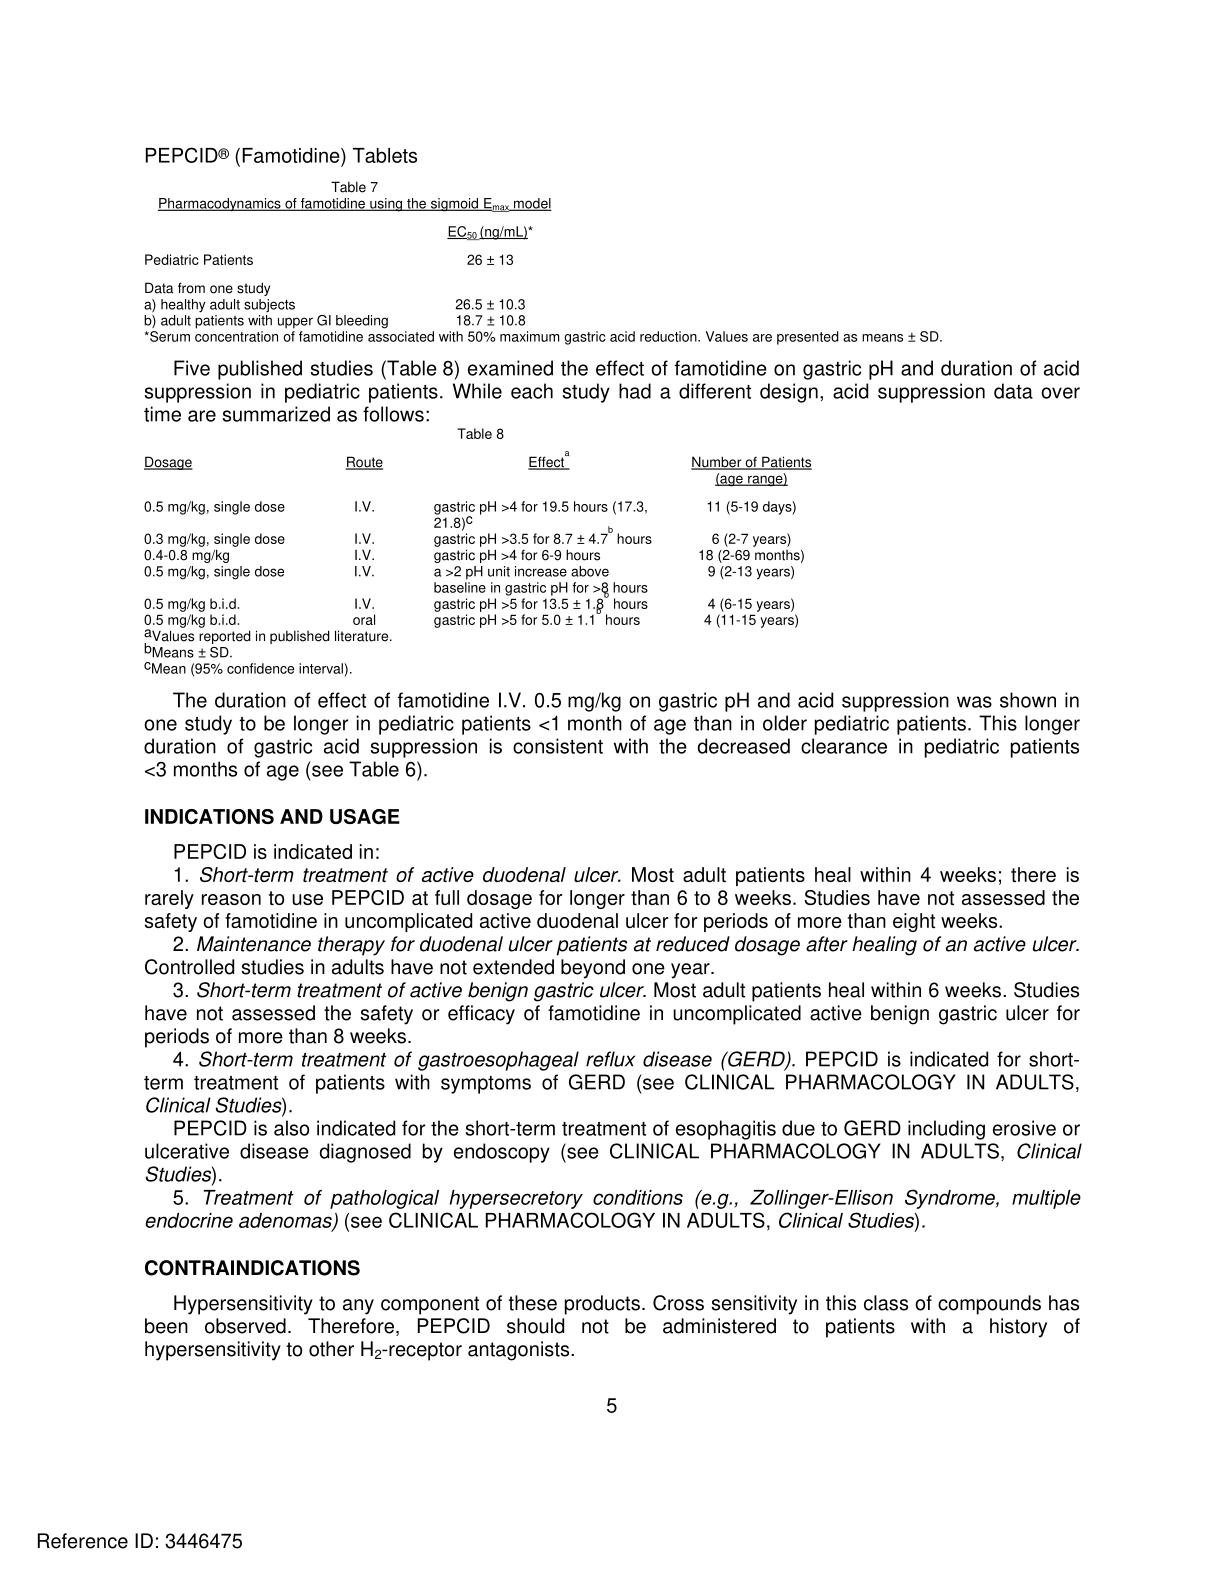 PEPCID® (Famotidine) Tablets
Table 7
Pharmacodynamics of famotidine using the sigmoid Emax model
EC50 (ng/mL)*
Pediatric Patients 26 ± 13
Data from one study
a) healthy adult subjects 26.5 ± 10.3
b) adult patients with upper GI bleeding 18.7 ± 10.8
*Serum concentration of famotidine associated with 50% maximum gastric acid reduction. Values are presented as means ± SD.
Five published studies (Table 8) examined the effect of famotidine on gastric pH and duration of acid
suppression in pediatric patients. While each study had a different design, acid suppression data over
time are summarized as follows:
Table 8
Dosage Route Effect a Number of Patients
(age range)
0.5 mg/kg, single dose I.V. gastric pH >4 for 19.5 hours (17.3, 11 (5-19 days)
21.8)c
0.3 mg/kg, single dose I.V. gastric pH >3.5 for 8.7 ± 4.7 b hours 6 (2-7 years)
0.4-0.8 mg/kg I.V. gastric pH >4 for 6-9 hours 18 (2-69 months)
0.5 mg/kg, single dose I.V. a >2 pH unit increase above 9 (2-13 years)
baseline in gastric pH for >8 hours
0.5 mg/kg b.i.d. I.V. gastric pH >5 for 13.5 ± 1.8 b hours 4 (6-15 years)
0.5 mg/kg b.i.d. oral gastric pH >5 for 5.0 ± 1.1 b hours 4 (11-15 years)
aValues reported in published literature.
bMeans ± SD.
cMean (95% confidence interval).
The duration of effect of famotidine I.V. 0.5 mg/kg on gastric pH and acid suppression was shown in
one study to be longer in pediatric patients <1 month of age than in older pediatric patients. This longer
duration of gastric acid suppression is consistent with the decreased clearance in pediatric patients
<3 months of age (see Table 6).
INDICATIONS AND USAGE
PEPCID is indicated in:
1. Short-term treatment of active duodenal ulcer. Most adult patients heal within 4 weeks; there is
rarely reason to use PEPCID at full dosage for longer than 6 to 8 weeks. Studies have not assessed the
safety of famotidine in uncomplicated active duodenal ulcer for periods of more than eight weeks.
2. Maintenance therapy for duodenal ulcer patients at reduced dosage after healing of an active ulcer.
Controlled studies in adults have not extended beyond one year.
3. Short-term treatment of active benign gastric ulcer. Most adult patients heal within 6 weeks. Studies
have not assessed the safety or efficacy of famotidine in uncomplicated active benign gastric ulcer for
periods of more than 8 weeks.
4. Short-term treatment of gastroesophageal reflux disease (GERD). PEPCID is indicated for short-
term treatment of patients with symptoms of GERD (see CLINICAL PHARMACOLOGY IN ADULTS,
Clinical Studies).
PEPCID is also indicated for the short-term treatment of esophagitis due to GERD including erosive or
ulcerative disease diagnosed by endoscopy (see CLINICAL PHARMACOLOGY IN ADULTS, Clinical
Studies).
5. Treatment of pathological hypersecretory conditions (e.g., Zollinger-Ellison Syndrome, multiple
endocrine adenomas) (see CLINICAL PHARMACOLOGY IN ADULTS, Clinical Studies).
CONTRAINDICATIONS
Hypersensitivity to any component of these products. Cross sensitivity in this class of compounds has
been observed. Therefore, PEPCID should not be administered to patients with a history of
hypersensitivity to other H2-receptor antagonists.
5
Reference ID: 3446475